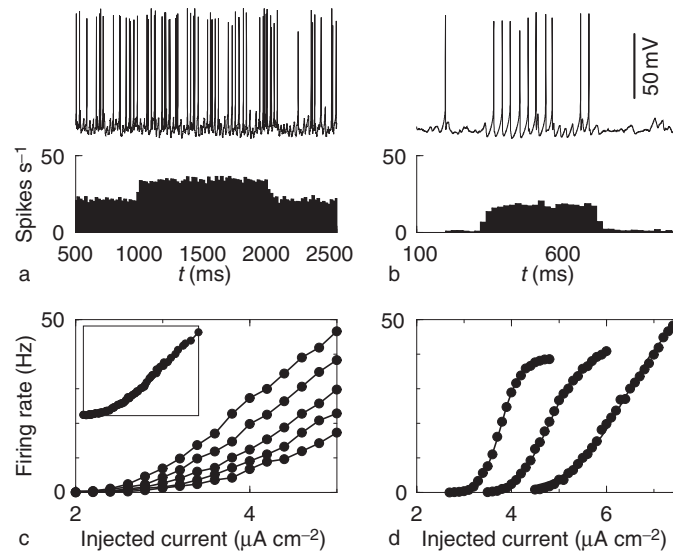 50 mV
Spikes s⁻¹
50
0
500 1000 1500 2000 2500
t (ms)
a
50
0
100 600
t (ms)
b
Firing rate (Hz)
50
0
2 4
Injected current (μA cm⁻²)
c
50
0
2 4 6
Injected current (μA cm⁻²)
d